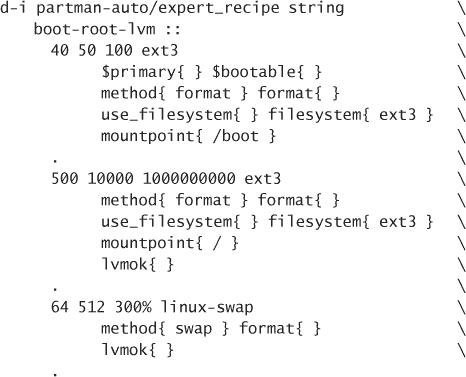 d-i partman-auto/expert_recipe string \
boot-root-lvm :: \
40 50 100 ext3 \
$primary{ } $bootable{ } \
method{ format } format{ } \
use_filesystem{ } filesystem{ ext3 } \
mountpoint{ /boot } \
. \
500 10000 1000000000 ext3 \
method{ format } format{ } \
use_filesystem{ } filesystem{ ext3 } \
mountpoint{ / } \
lvmok{ } \
. \
64 512 300% linux-swap \
method{ swap } format{ } \
lvmok{ } \
.